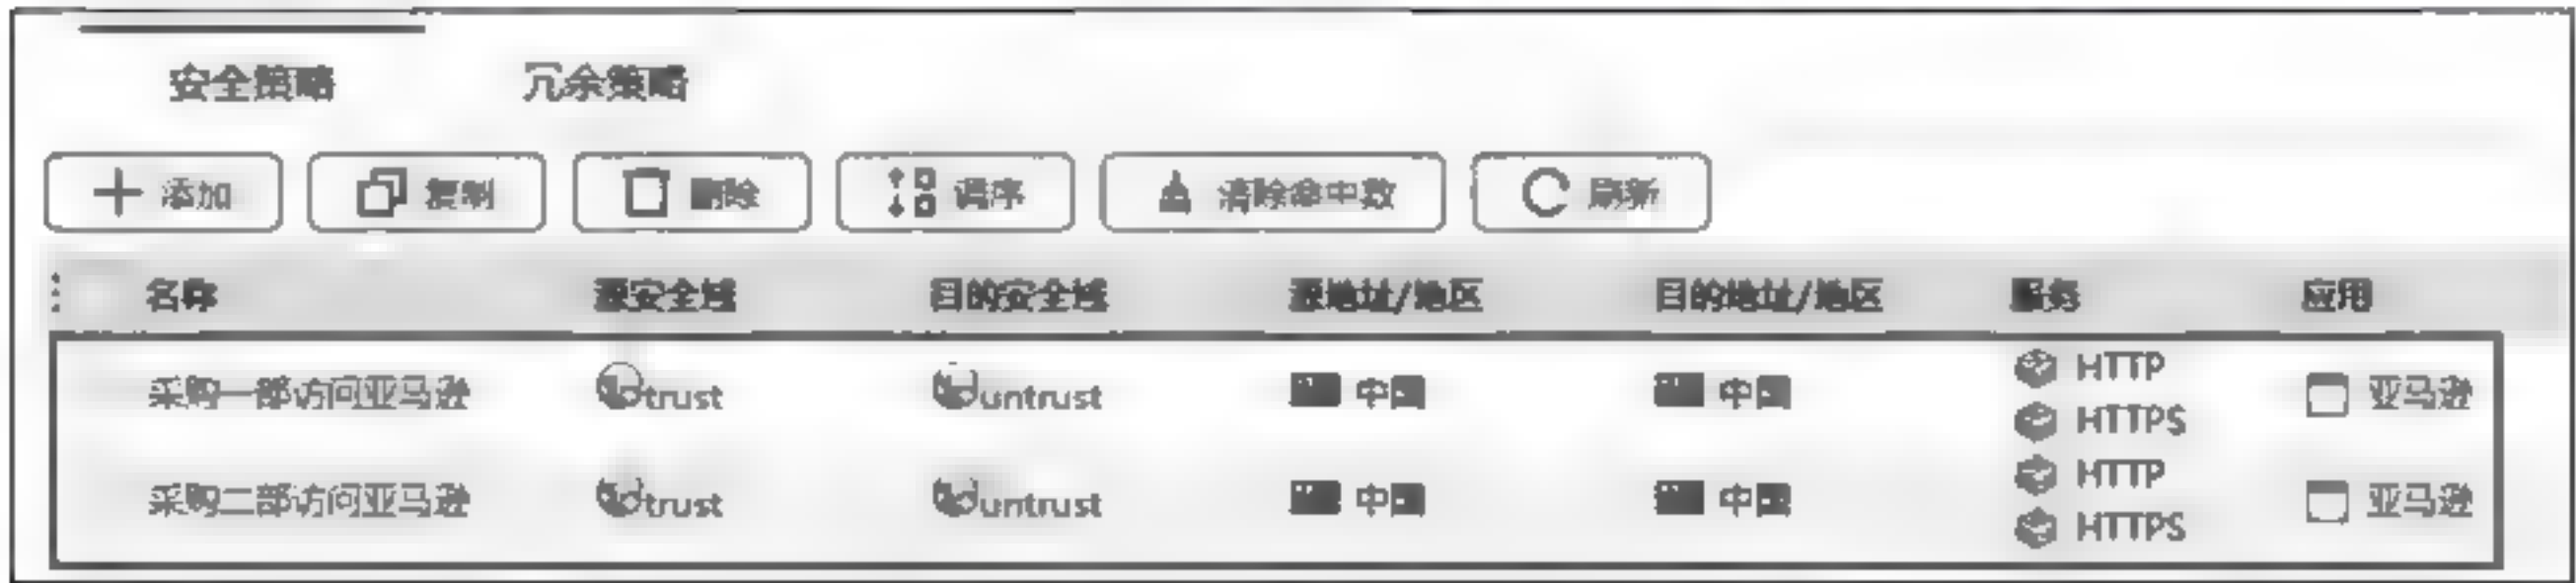 安全策略 冗余策略
添加 复制 删除 调序 清除命中数 刷新
名称 源安全域 目的安全域 源地址/地区 目的地址/地区 服务 应用
采购一部访问亚马逊 trust untrust 中国 中国 HTTP HTTPS 亚马逊
采购二部访问亚马逊 trust untrust 中国 中国 HTTP HTTPS 亚马逊